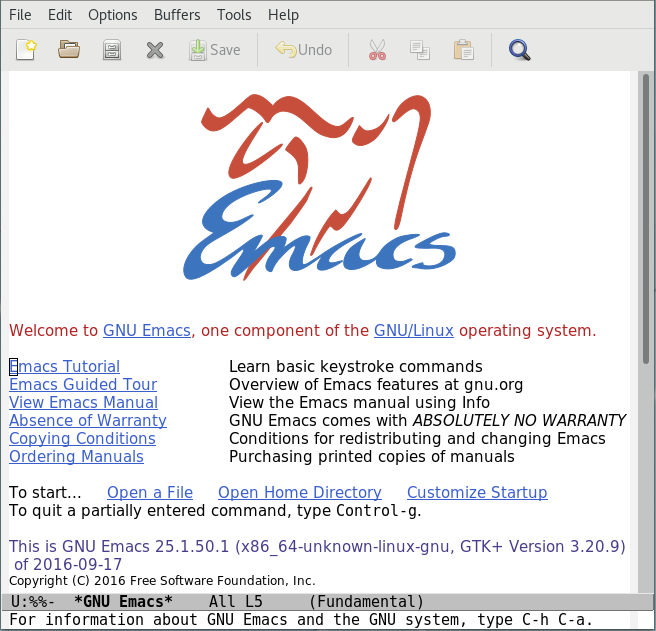 File Edit Options Buffers Tools Help
Save Undo
Emacs
Welcome to GNU Emacs, one component of the GNU/Linux operating system.
Emacs Tutorial Learn basic keystroke commands
Emacs Guided Tour Overview of Emacs features at gnu.org
View Emacs Manual View the Emacs manual using Info
Absence of Warranty GNU Emacs comes with ABSOLUTELY NO WARRANTY
Copying Conditions Conditions for redistributing and changing Emacs
Ordering Manuals Purchasing printed copies of manuals
To start... Open a File Open Home Directory Customize Startup
To quit a partially entered command, type Control-g.
This is GNU Emacs 25.1.50.1 (x86_64-unknown-linux-gnu, GTK+ Version 3.20.9)
of 2016-09-17
Copyright (C) 2016 Free Software Foundation, Inc.
U:%%- *GNU Emacs* All L5 (Fundamental)
For information about GNU Emacs and the GNU system, type C-h C-a.